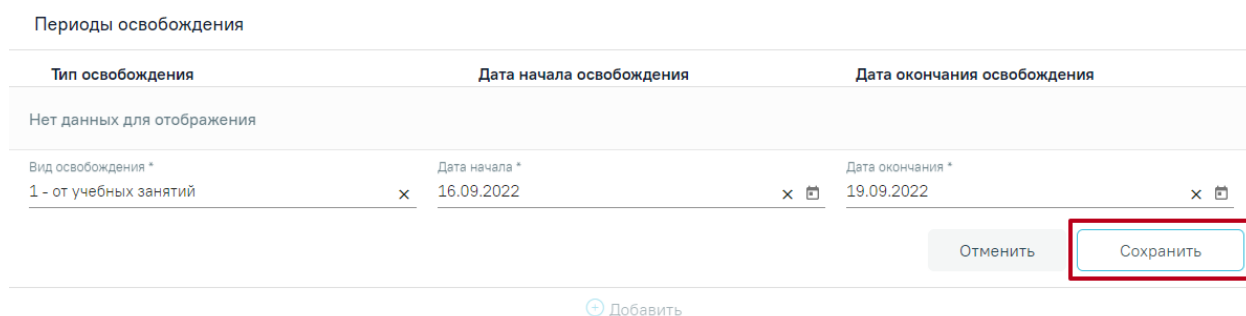 Периоды освобождения
Тип освобождения Дата начала освобождения Дата окончания освобождения
Нет данных для отображения
Вид освобождения * Дата начала * Дата окончания *
1 - от учебных занятий 16.09.2022 19.09.2022
Отменить Сохранить
Добавить